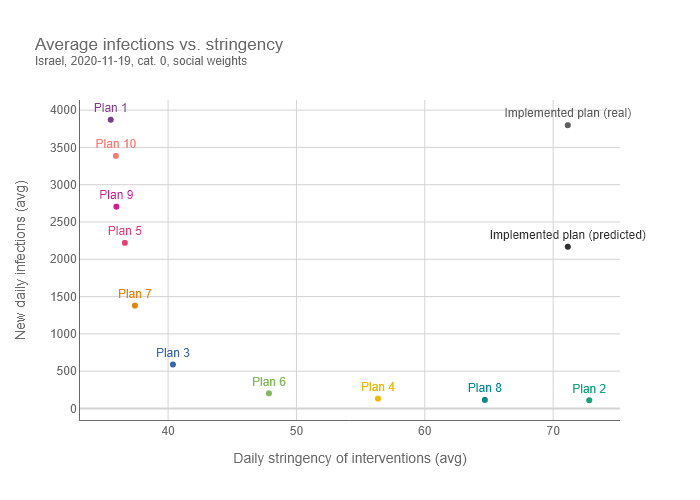 Average infections vs. stringency
Israel, 2020-11-19, cat. 0, social weights
New daily infections (avg)
4000
3500
3000
2500
2000
1500
1000
500
0
Plan 1
Implemented plan (real)
Plan 10
Plan 9
Plan 5
Implemented plan (predicted)
Plan 7
Plan 3
Plan 6
Plan 4
Plan 8
Plan 2
40
50
60
70
Daily stringency of interventions (avg)